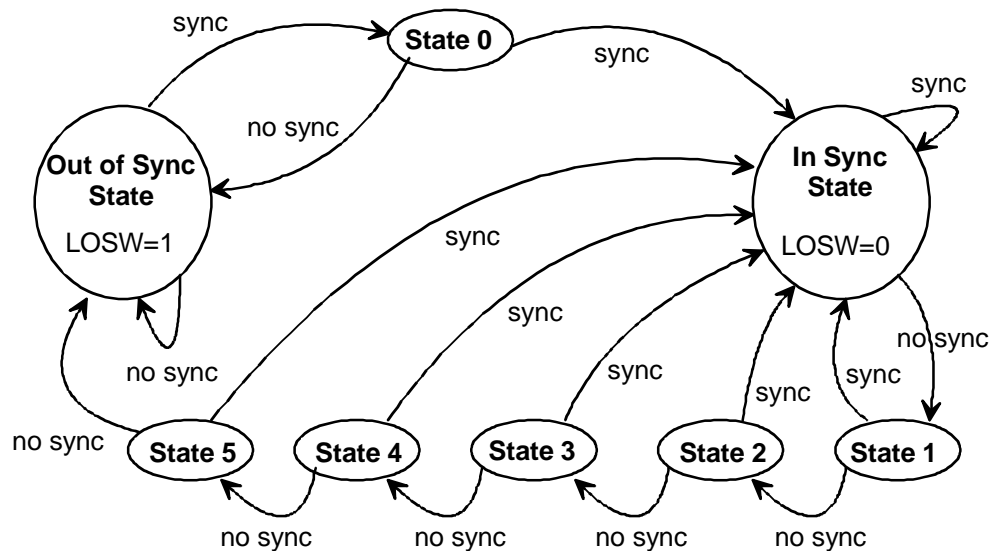 sync
State 0
sync
sync
no sync
Out of Sync
State
LOSW=1
In Sync
State
LOSW=0
sync
sync
no sync
no sync
sync
sync
sync
no sync
State 5
State 4
State 3
State 2
State 1
no sync
no sync
no sync
no sync